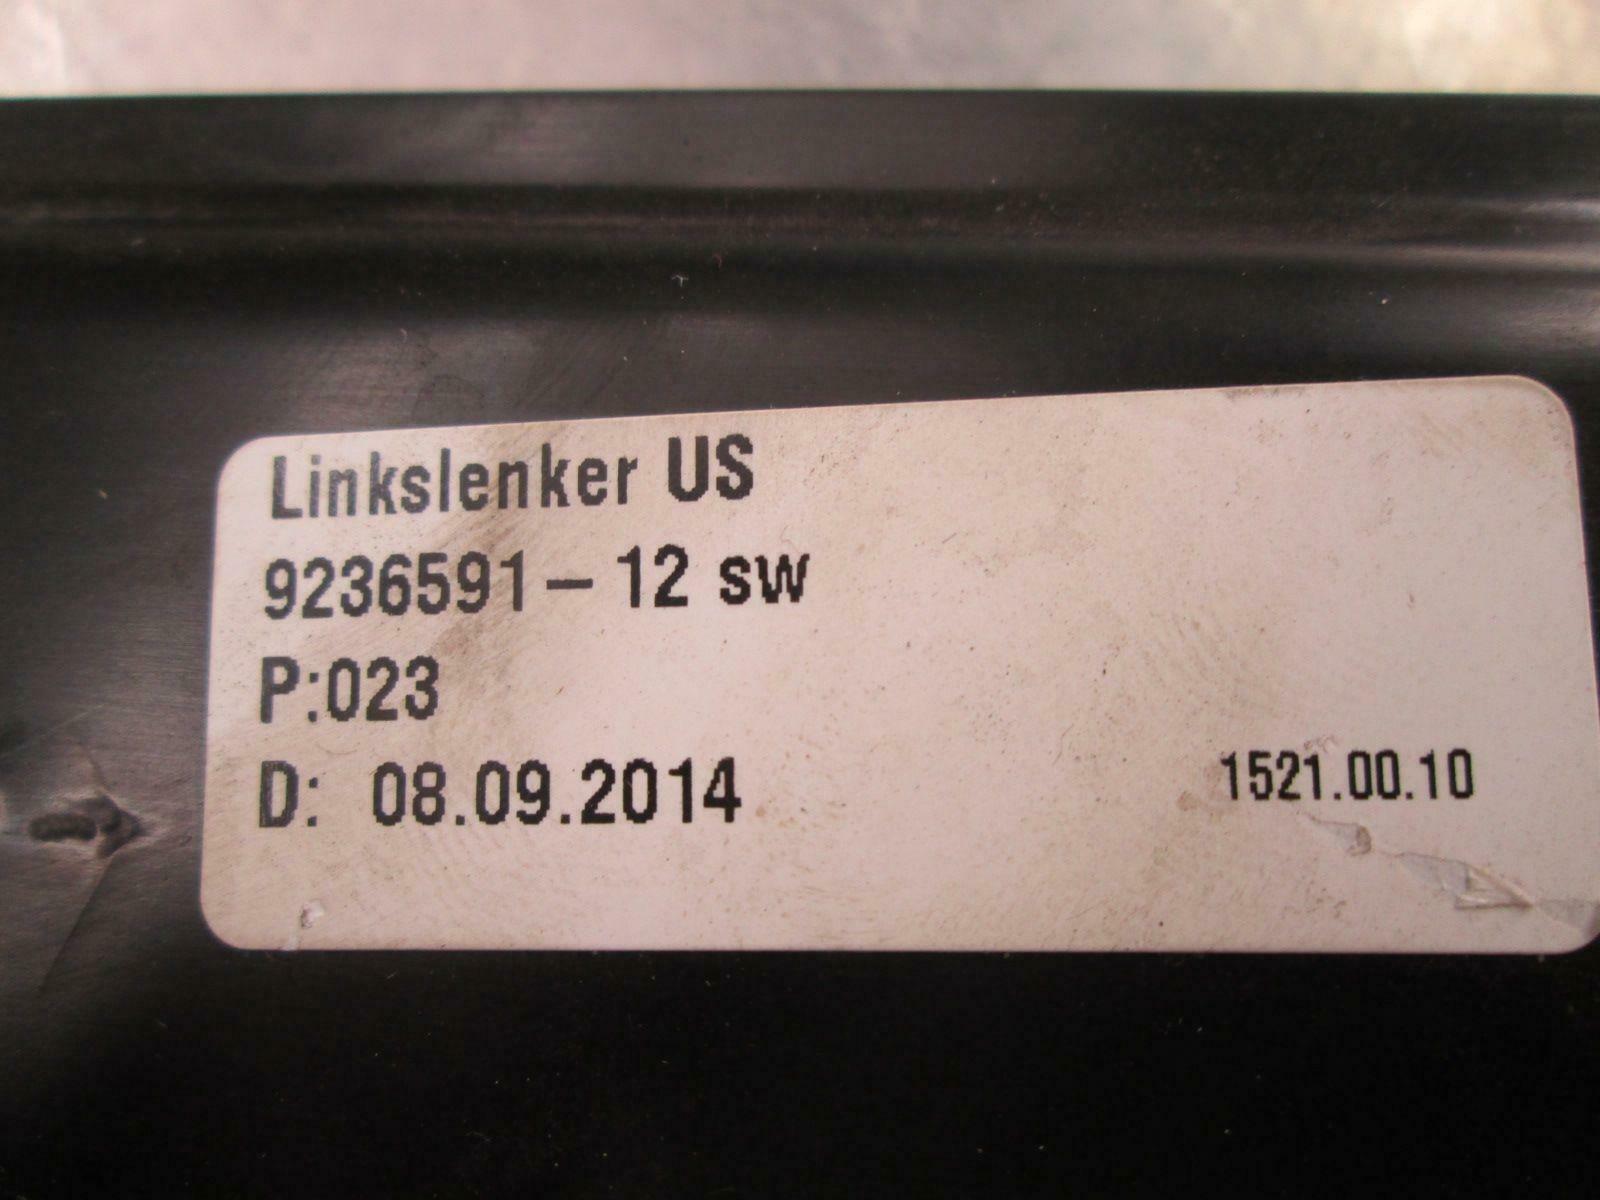 Linkslenker US
9236591-12 sw
P:023
D: 08.09.2014
1521.00.10